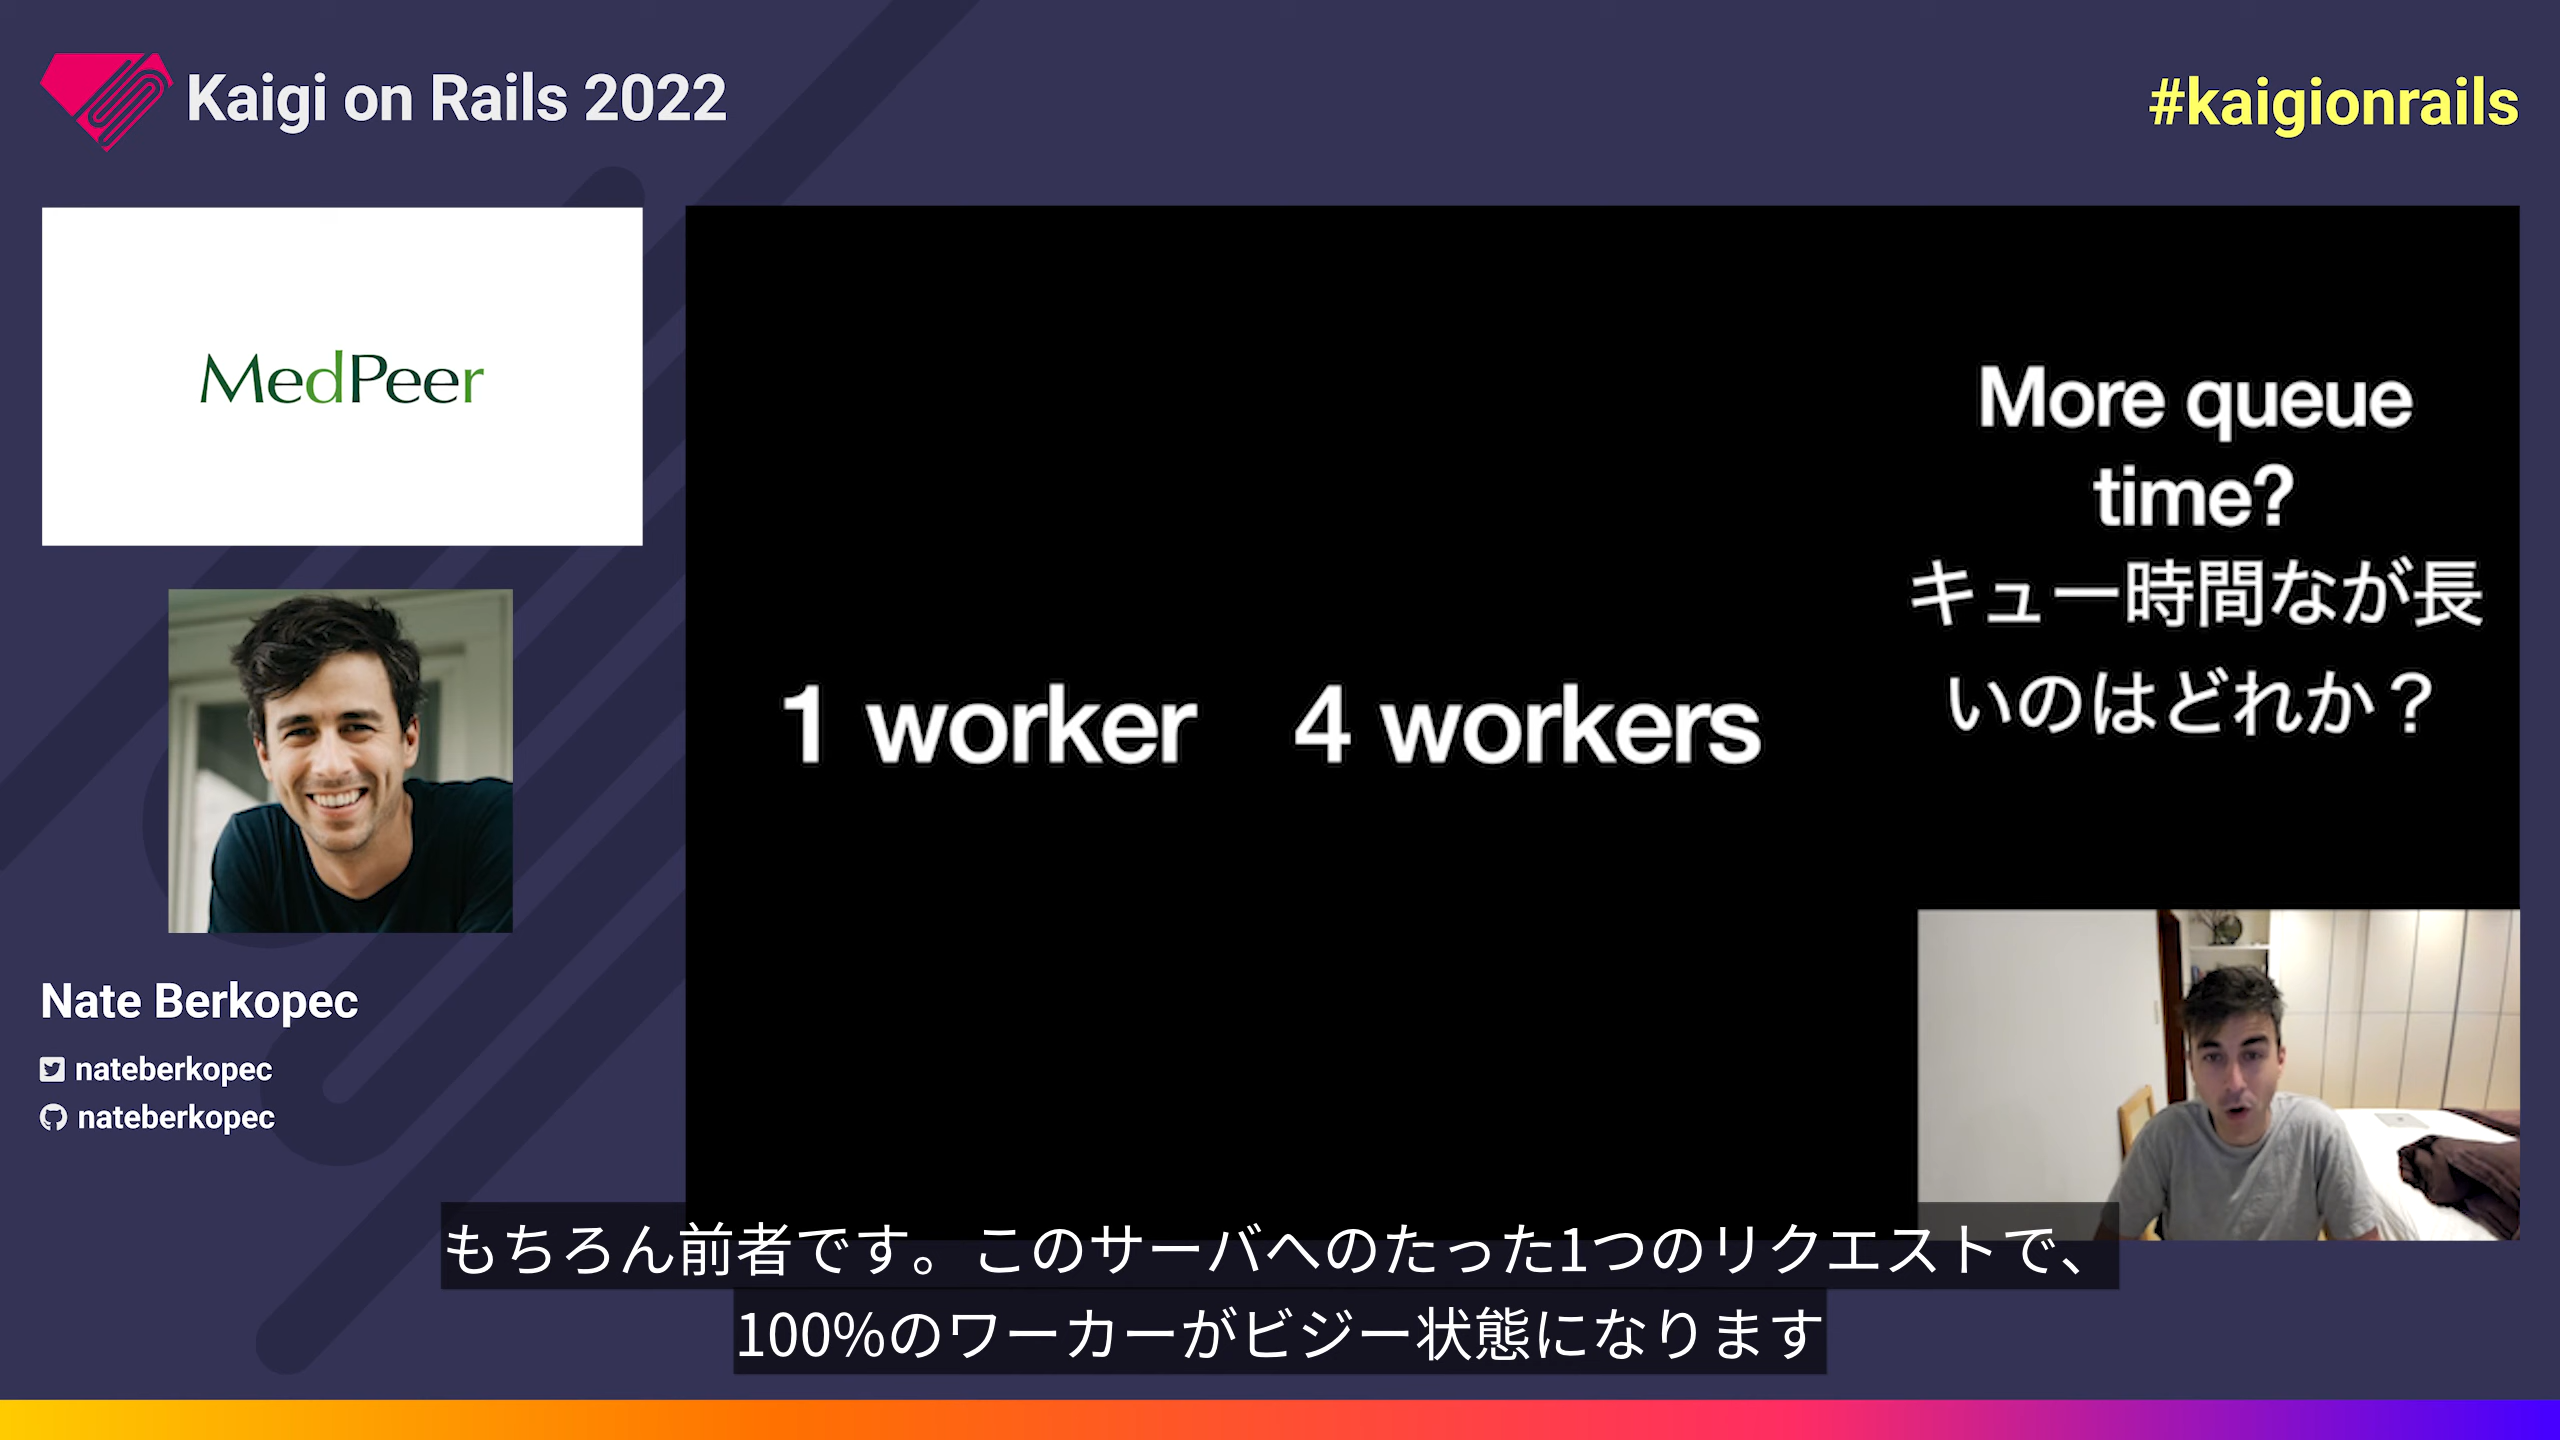 Kaigi on Rails 2022
#kaigionrails
MedPeer
Nate Berkopec
nateberkopec
nateberkopec
1 worker
4 workers
More queue
time?
キュー時間なが長
いのはどれか？
もちろん前者です。このサーバへのたった1つのリクエストで、
100%のワーカーがビジー状態になります